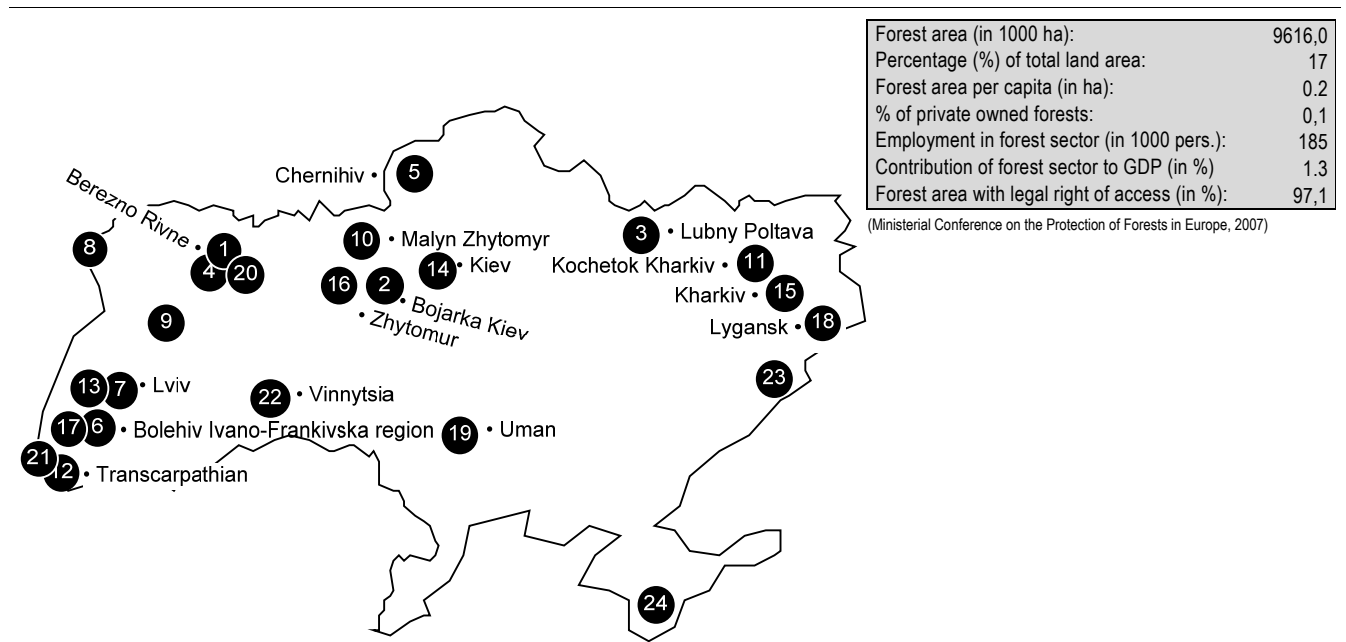 Forest area (in 1000 ha): 9616,0
Percentage (%) of total land area: 17
Forest area per capita (in ha): 0.2
% of private owned forests: 0,1
Employment in forest sector (in 1000 pers.): 185
Contribution of forest sector to GDP (in %) 1.3
Forest area with legal right of access (in %): 97,1
(Ministerial Conference on the Protection of Forests in Europe, 2007)
Chernihiv • 5
Berezno Rivne •
8
1
4
20
10 • Malyn Zhytomyr
3 • Lubny Poltava
14 • Kiev
Kochetok Kharkiv • 11
16
2
• Bojarka Kiev
• Zhytomur
Kharkiv • 15
9
Lygansk • 18
23
13 7 • Lviv
22 • Vinnytsia
17 6 • Bolehiv Ivano-Frankivska region
19 • Uman
21
12 • Transcarpathian
24